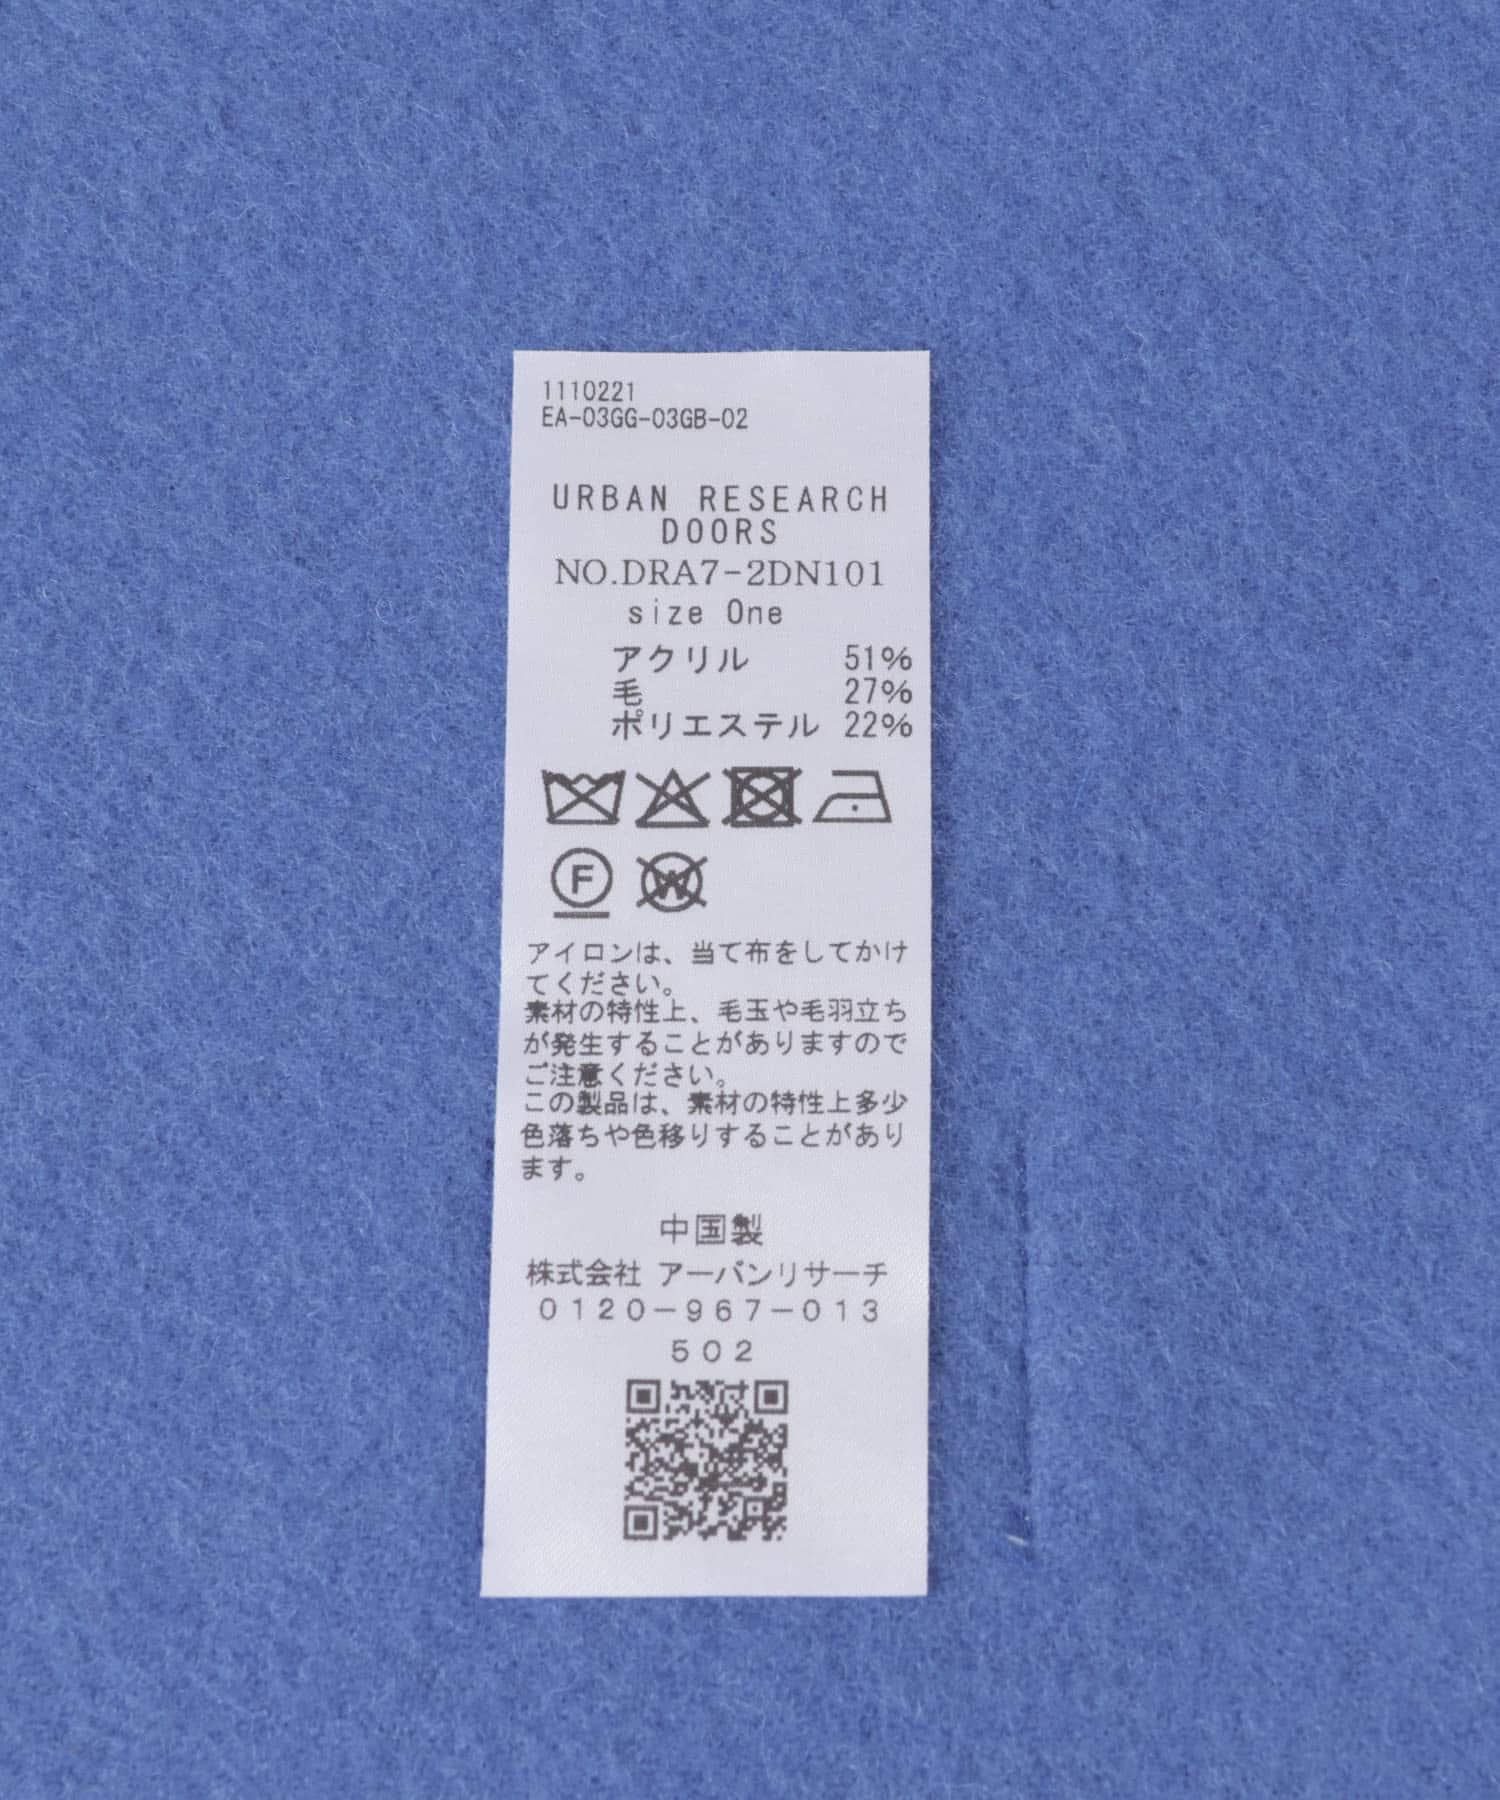 1110221
EA-03GG-03GB-02
URBAN RESEARCH
DOORS
NO.DRA7-2DN101
size One
アクリル 51%
毛 27%
ポリエステル 22%
F W
アイロンは、当て布をしてかけ
てください。
素材の特性上、毛玉や毛羽立ち
が発生することがありますので
ご注意ください。
この製品は、素材の特性上多少
色落ちや色移りすることがあり
ます。
中国製
株式会社 アーバンリサーチ
0120-967-013
502